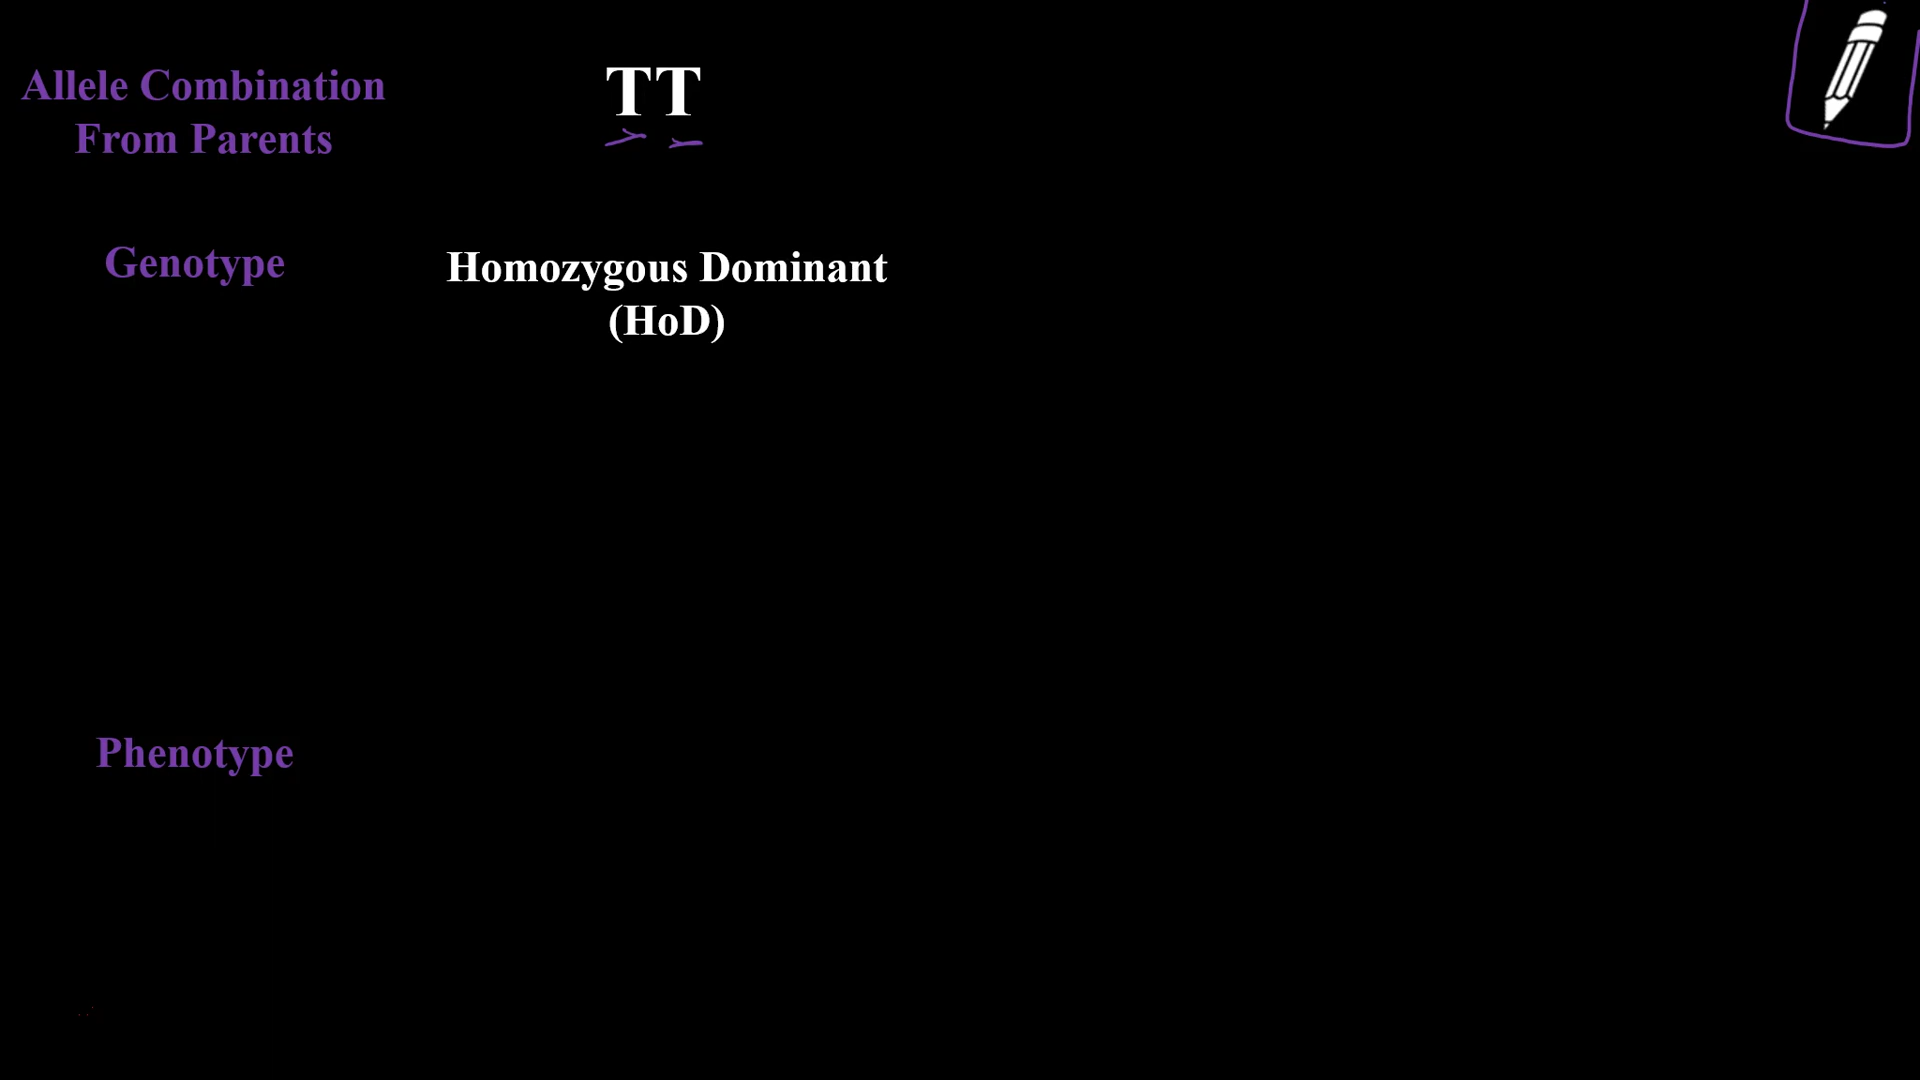 Allele Combination
From Parents
TT
Genotype
Homozygous Dominant
(HoD)
Phenotype